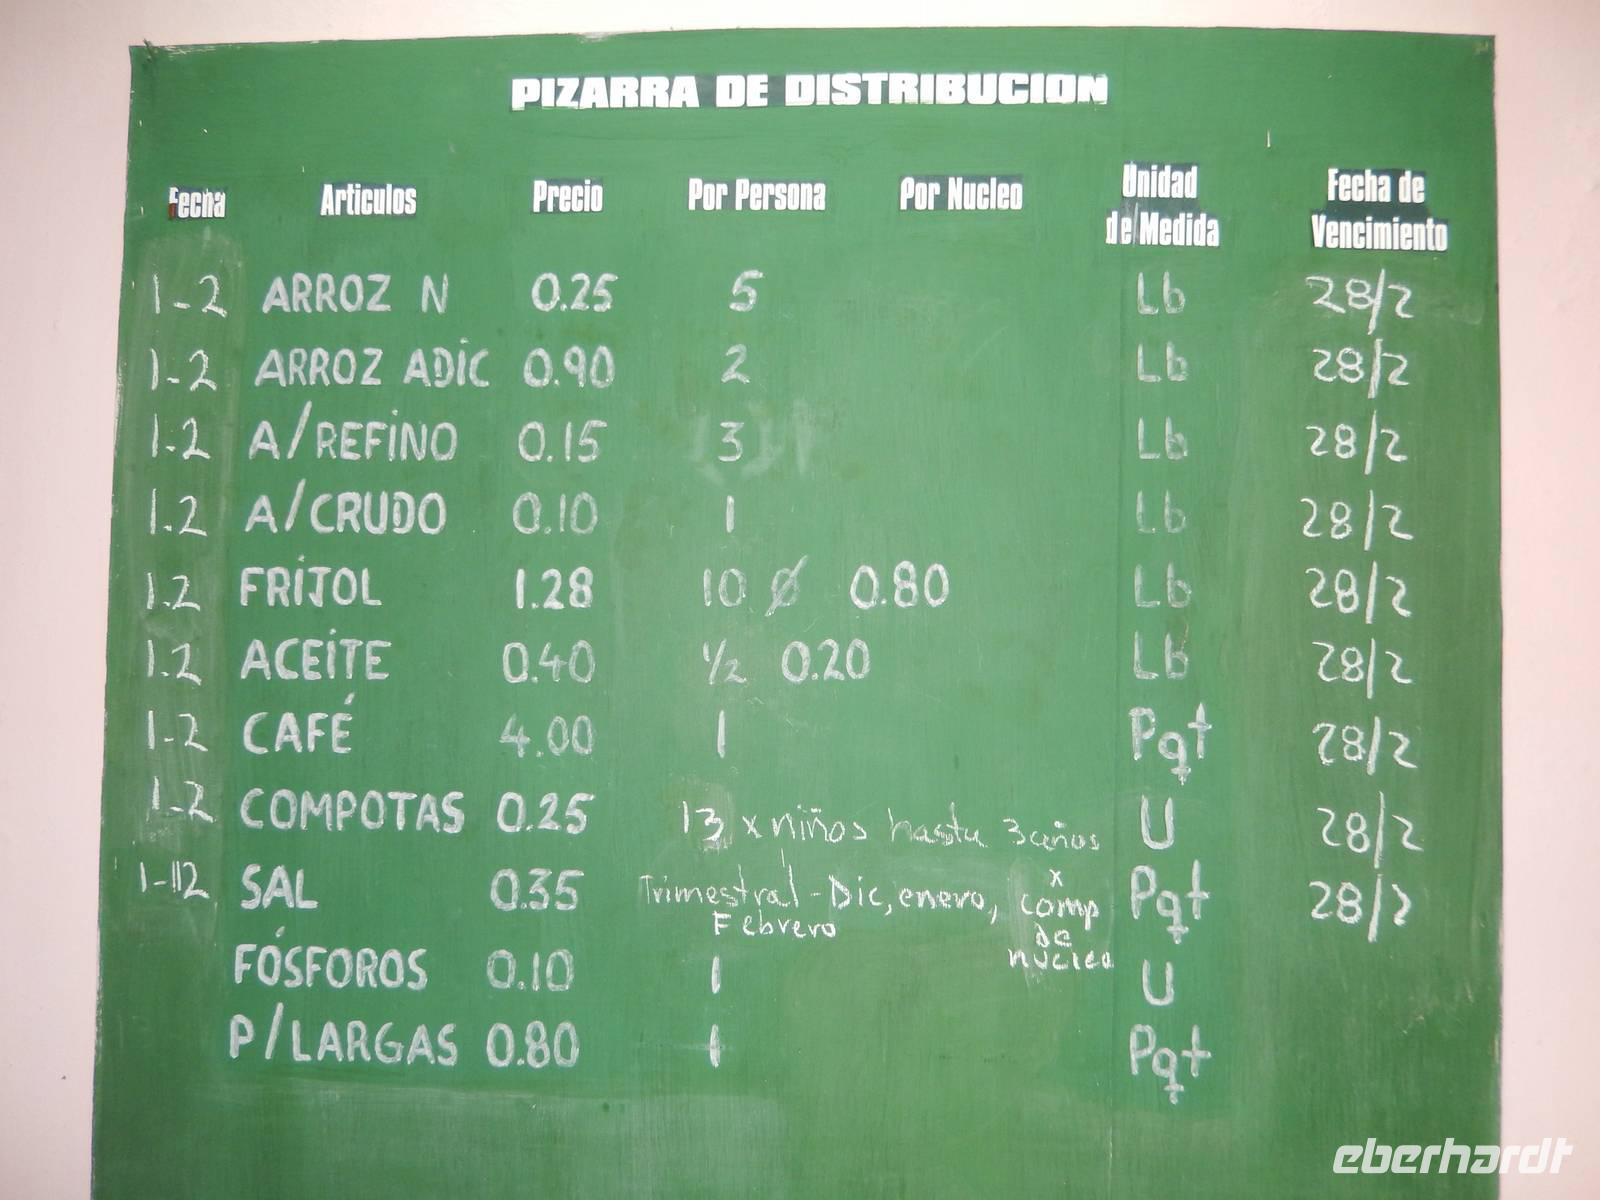 PIZARRA DE DISTRIBUCION
Fecha Articulos Precio Por Persona Por Nucleo Unidad de Medida Fecha de Vencimiento
1-2 ARROZ N 0.25 5 Lb 28/2
1-2 ARROZ ADIC 0.90 2 Lb 28/2
1-2 A/REFINO 0.15 3 Lb 28/2
1-2 A/CRUDO 0.10 1 Lb 28/2
1-2 FRIJOL 1.28 10 Ø 0.80 Lb 28/2
1-2 ACEITE 0.40 1/2 0.20 Lb 28/2
1-2 CAFÉ 4.00 1 Pqt 28/2
1-2 COMPOTAS 0.25 13 x niños hasta 3 años U 28/2
1-12 SAL 0.35 Trimestral - Dic, enero, Febrero x comp de nucleo Pqt 28/2
FÓSFOROS 0.10 1 U
P/LARGAS 0.80 1 Pqt
eberhardt